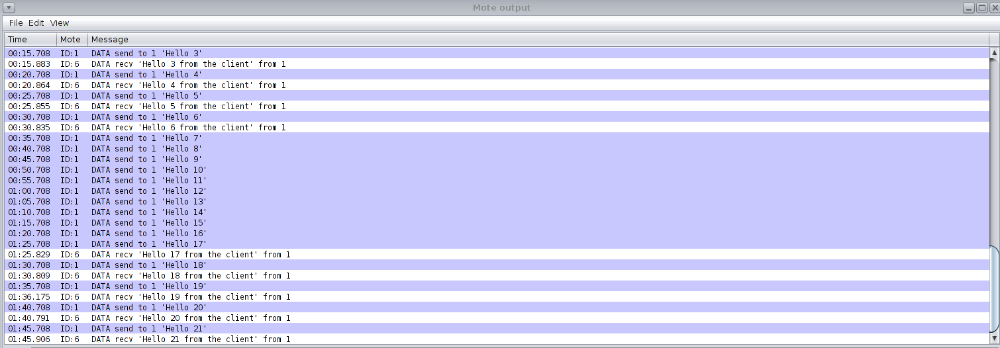 Mote output
File Edit View
Time Mote Message
00:15.708 ID:1 DATA send to 1 'Hello 3'
00:15.883 ID:6 DATA recv 'Hello 3 from the client' from 1
00:20.708 ID:1 DATA send to 1 'Hello 4'
00:20.864 ID:6 DATA recv 'Hello 4 from the client' from 1
00:25.708 ID:1 DATA send to 1 'Hello 5'
00:25.855 ID:6 DATA recv 'Hello 5 from the client' from 1
00:30.708 ID:1 DATA send to 1 'Hello 6'
00:30.835 ID:6 DATA recv 'Hello 6 from the client' from 1
00:35.708 ID:1 DATA send to 1 'Hello 7'
00:40.708 ID:1 DATA send to 1 'Hello 8'
00:45.708 ID:1 DATA send to 1 'Hello 9'
00:50.708 ID:1 DATA send to 1 'Hello 10'
00:55.708 ID:1 DATA send to 1 'Hello 11'
01:00.708 ID:1 DATA send to 1 'Hello 12'
01:05.708 ID:1 DATA send to 1 'Hello 13'
01:10.708 ID:1 DATA send to 1 'Hello 14'
01:15.708 ID:1 DATA send to 1 'Hello 15'
01:20.708 ID:1 DATA send to 1 'Hello 16'
01:25.708 ID:1 DATA send to 1 'Hello 17'
01:25.829 ID:6 DATA recv 'Hello 17 from the client' from 1
01:30.708 ID:1 DATA send to 1 'Hello 18'
01:30.809 ID:6 DATA recv 'Hello 18 from the client' from 1
01:35.708 ID:1 DATA send to 1 'Hello 19'
01:36.175 ID:6 DATA recv 'Hello 19 from the client' from 1
01:40.708 ID:1 DATA send to 1 'Hello 20'
01:40.791 ID:6 DATA recv 'Hello 20 from the client' from 1
01:45.708 ID:1 DATA send to 1 'Hello 21'
01:45.906 ID:6 DATA recv 'Hello 21 from the client' from 1